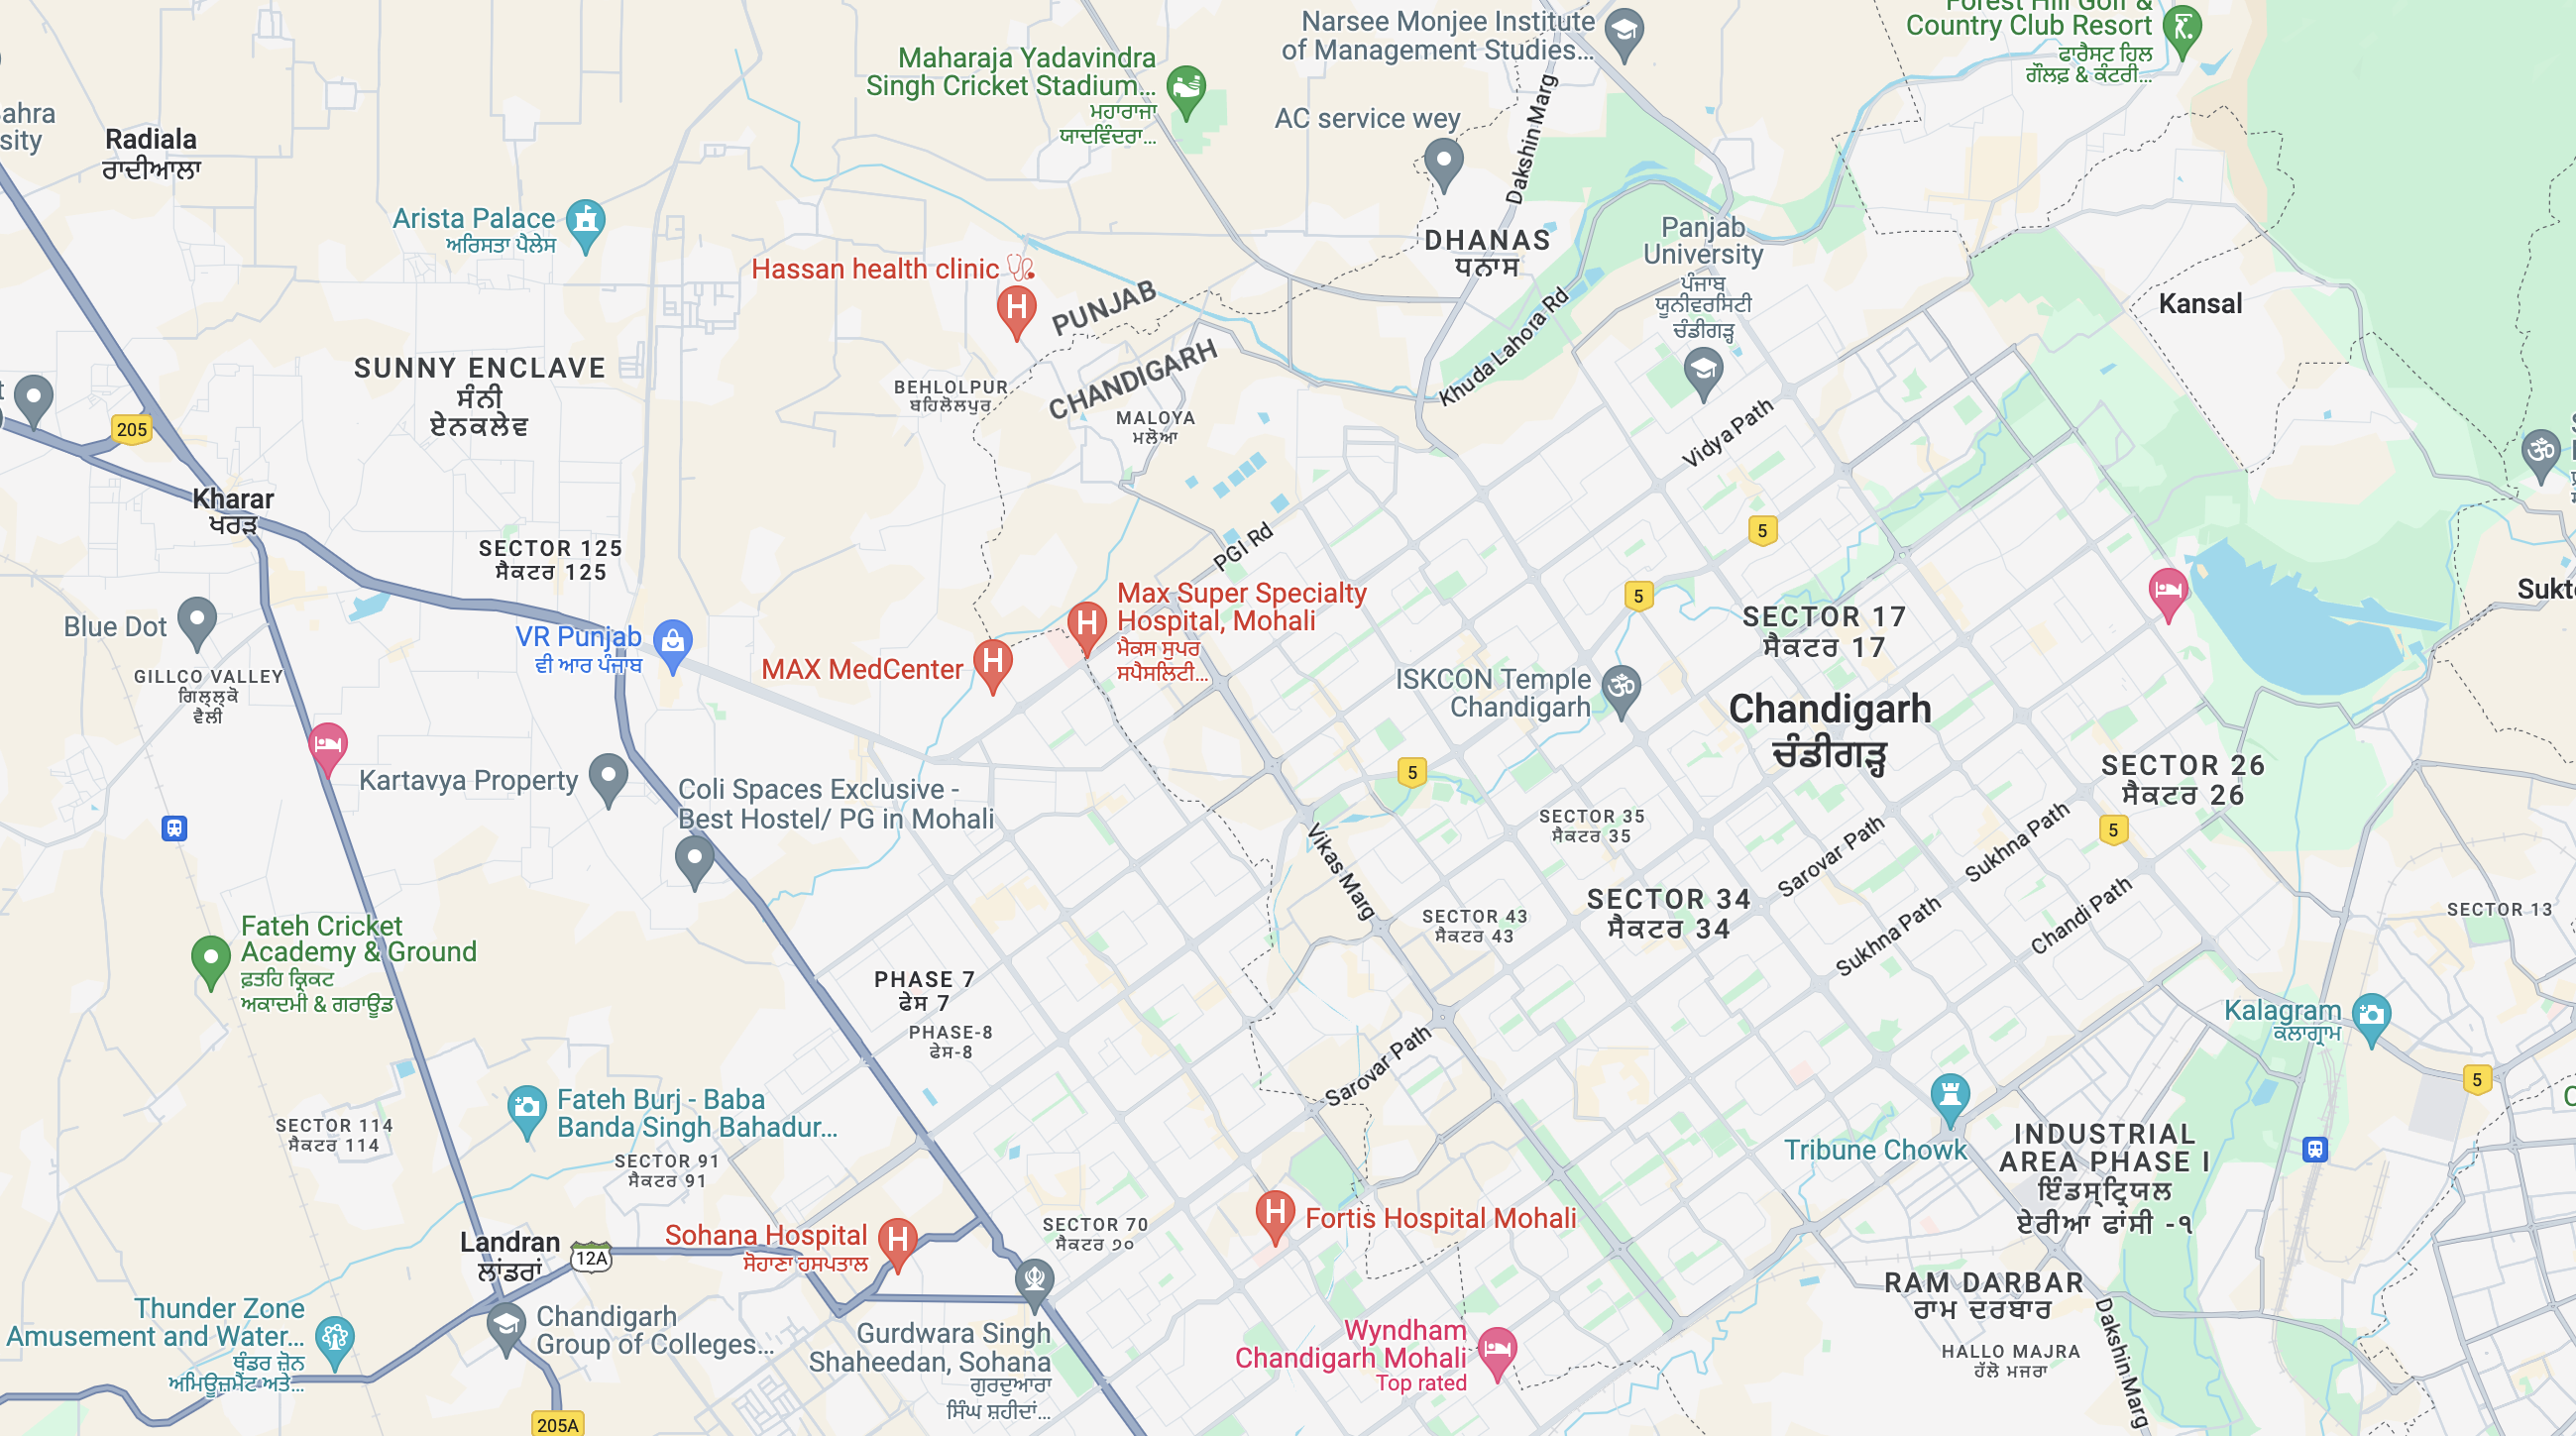 Narsee Monjee Institute
of Management Studies...
Country Club Resort
ਫਾਰੈਸਟ ਹਿਲ
ਗੌਲਫ਼ & ਕੰਟਰੀ...
Maharaja Yadavindra
Singh Cricket Stadium...
ਮਹਾਰਾਜਾ
ਯਾਦਵਿੰਦਰਾ...
AC service wey
Dakshin Marg
Radiala
ਰਾਦੀਆਲਾ
Arista Palace
ਅਰਿਸਤਾ ਪੈਲੇਸ
DHANAS
ਧਨਾਸ
Panjab
University
ਪੰਜਾਬ
ਯੂਨੀਵਰਸਿਟੀ
ਚੰਡੀਗੜ੍ਹ
Hassan health clinic
PUNJAB
CHANDIGARH
Kansal
Khuda Lahora Rd
SUNNY ENCLAVE
ਸੰਨੀ
ਏਨਕਲੇਵ
BEHLOLPUR
ਬਹਿਲੋਲਪੁਰ
MALOYA
ਮਲੋਆ
205
Vidya Path
Kharar
ਖਰੜ
5
PGI Rd
SECTOR 125
ਸੈਕਟਰ 125
5
Max Super Specialty
Hospital, Mohali
ਮੈਕਸ ਸੁਪਰ
ਸਪੈਸਲਿਟੀ...
Blue Dot
VR Punjab
ਵੀ ਆਰ ਪੰਜਾਬ
MAX MedCenter
SECTOR 17
ਸੈਕਟਰ 17
GILLCO VALLEY
ਗਿਲ੍ਲ੍ਕੋ
ਵੈਲੀ
ISKCON Temple
Chandigarh
Chandigarh
ਚੰਡੀਗੜ੍ਹ
Kartavya Property
5
SECTOR 26
ਸੈਕਟਰ 26
Coli Spaces Exclusive -
Best Hostel/ PG in Mohali
SECTOR 35
ਸੈਕਟਰ 35
5
Vikas Marg
Sarovar Path
Sukhna Path
SECTOR 34
ਸੈਕਟਰ 34
SECTOR 43
ਸੈਕਟਰ 43
Sukhna Path
Chandi Path
SECTOR 13
Fateh Cricket
Academy & Ground
ਫ਼ਤਹਿ ਕ੍ਰਿਕਟ
ਅਕਾਦਮੀ & ਗਰਾਊਂਡ
PHASE 7
ਫੇਸ 7
PHASE-8
ਫੇਸ-8
Kalagram
ਕਲਾਗ੍ਰਾਮ
5
Sarovar Path
Fateh Burj - Baba
Banda Singh Bahadur...
SECTOR 114
ਸੈਕਟਰ 114
SECTOR 91
ਸੈਕਟਰ 91
Tribune Chowk
INDUSTRIAL
AREA PHASE I
ਇੰਡਸ੍ਟ੍ਰਿਯਲ
ਏਰੀਆ ਫਾਂਸੀ -੧
Sohana Hospital
ਸੋਹਾਣਾ ਹਸਪਤਾਲ
SECTOR 70
ਸੈਕਟਰ ੭੦
Fortis Hospital Mohali
Landran
ਲਾਂਡਰਾਂ
12A
RAM DARBAR
ਰਾਮ ਦਰਬਾਰ
Thunder Zone
Amusement and Water...
ਥੰਡਰ ਜ਼ੋਨ
ਅਮਿਊਜ਼ਮੈਂਟ ਅਤੇ...
Chandigarh
Group of Colleges...
Gurdwara Singh
Shaheedan, Sohana
ਗੁਰਦੁਆਰਾ
ਸਿੰਘ ਸ਼ਹੀਦਾਂ...
Wyndham
Chandigarh Mohali
Top rated
HALLO MAJRA
ਹੱਲੋ ਮਜਰਾ
Dakshin Marg
205A